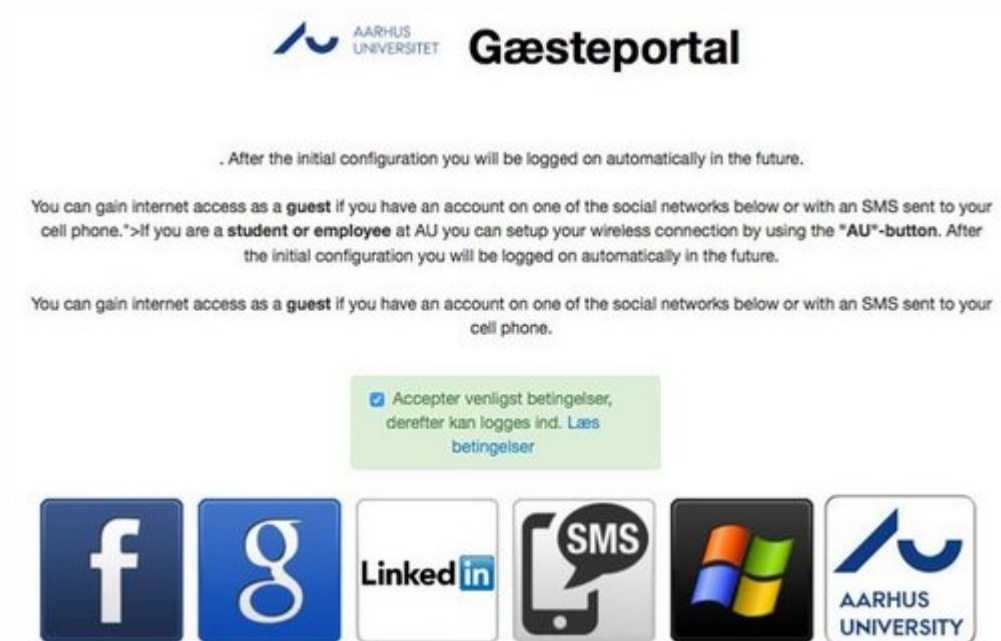 AARHUS
UNIVERSITET
Gæsteportal
. After the initial configuration you will be logged on automatically in the future.
You can gain internet access as a guest if you have an account on one of the social networks below or with an SMS sent to your
cell phone.">If you are a student or employee at AU you can setup your wireless connection by using the "AU"-button. After
the initial configuration you will be logged on automatically in the future.
You can gain internet access as a guest if you have an account on one of the social networks below or with an SMS sent to your
cell phone.
Accepter venligst betingelser,
derefter kan logges ind. Læs
betingelser
f
g
Linked in
SMS
AARHUS
UNIVERSITY